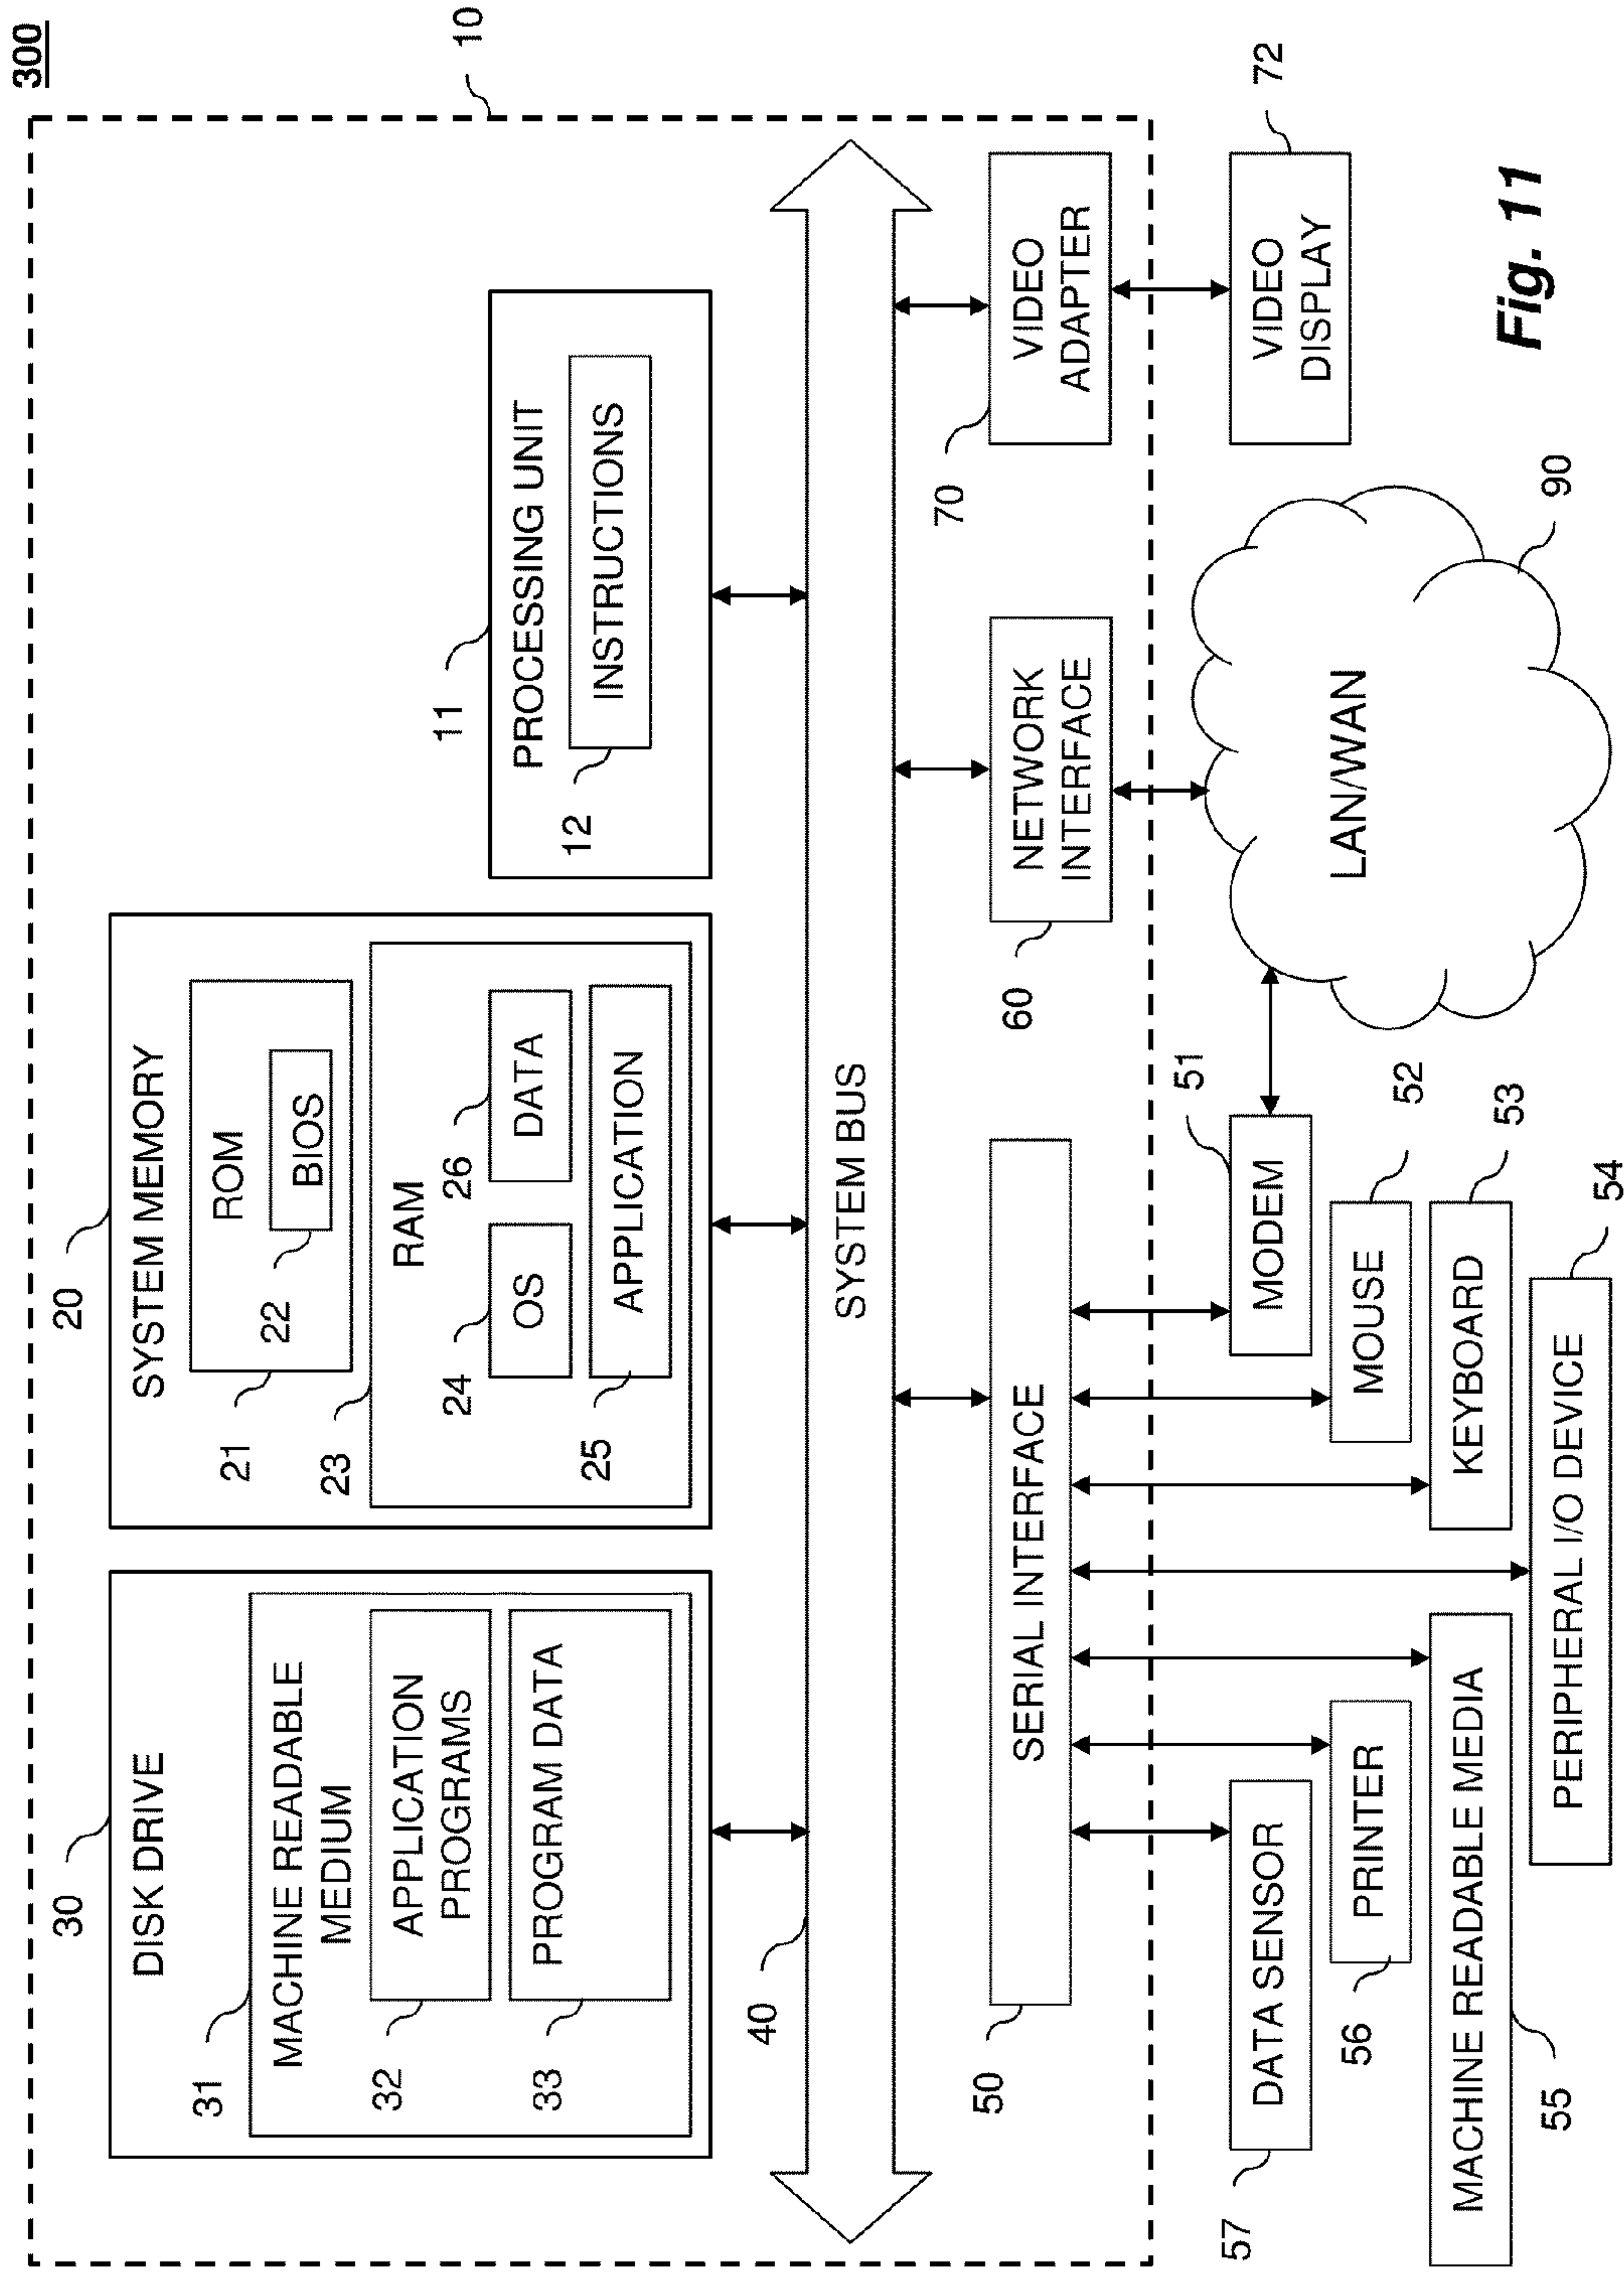 300
10
30
DISK DRIVE
31
MACHINE READABLE
MEDIUM
32
APPLICATION
PROGRAMS
33
PROGRAM DATA
20
SYSTEM MEMORY
21
ROM
22
BIOS
23
RAM
24
OS
26
DATA
25
APPLICATION
11
PROCESSING UNIT
12
INSTRUCTIONS
40
SYSTEM BUS
50
SERIAL INTERFACE
60
NETWORK
INTERFACE
70
VIDEO
ADAPTER
57
DATA SENSOR
56
PRINTER
55
MACHINE READABLE MEDIA
54
PERIPHERAL I/O DEVICE
53
KEYBOARD
52
MOUSE
51
MODEM
LAN/WAN
90
72
VIDEO
DISPLAY
Fig. 11